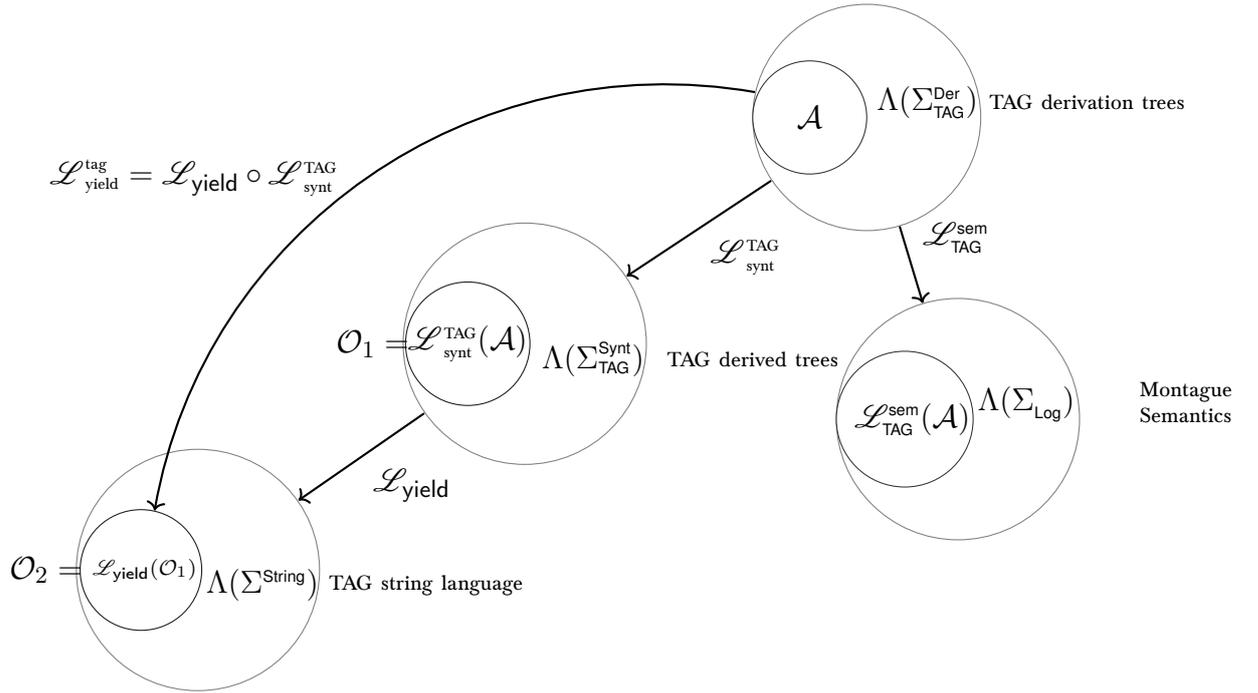 𝒜 Λ(Σ^Der_TAG) TAG derivation trees
ℒ^tag_yield = ℒ_yield ∘ ℒ^TAG_synt
ℒ^sem_TAG
ℒ^TAG_synt
𝒪₁ = ℒ^TAG_synt(𝒜) Λ(Σ^Synt_TAG) TAG derived trees
Montague
Semantics
ℒ^sem_TAG(𝒜) Λ(Σ_Log)
ℒ_yield
𝒪₂ = ℒ_yield(𝒪₁) Λ(Σ^String) TAG string language